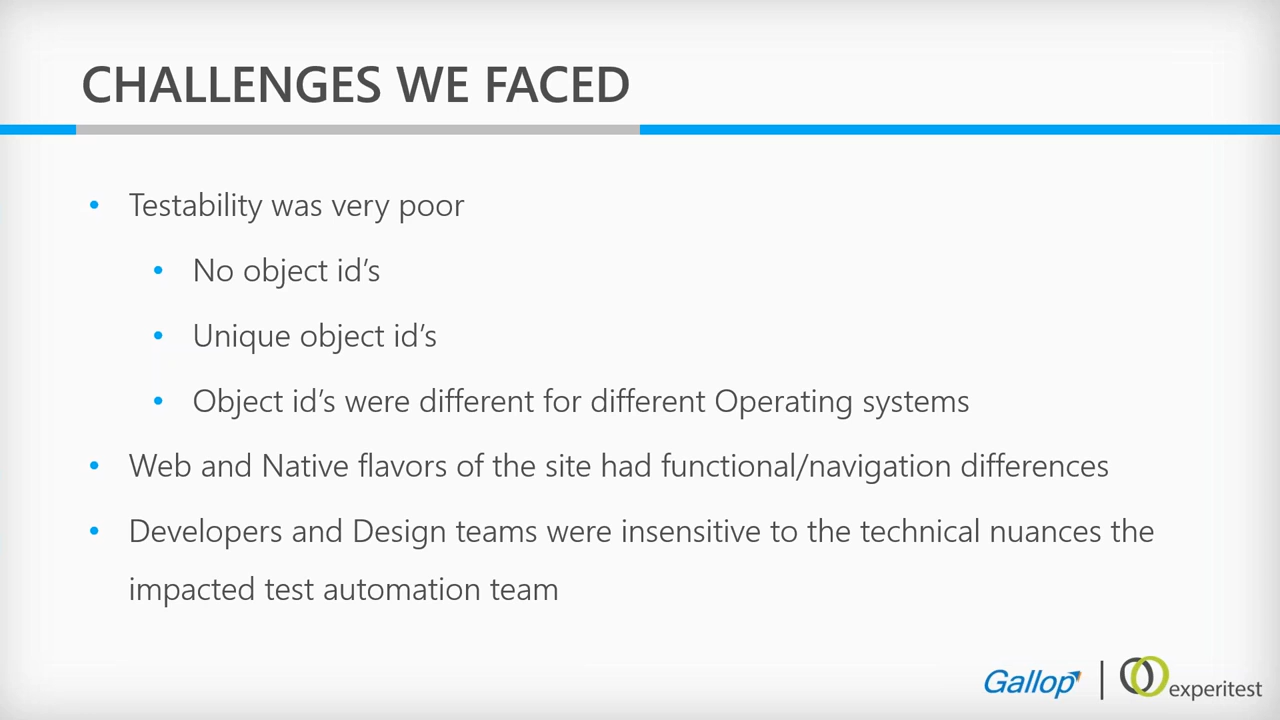 CHALLENGES WE FACED
• Testability was very poor
• No object id’s
• Unique object id’s
• Object id’s were different for different Operating systems
• Web and Native flavors of the site had functional/navigation differences
• Developers and Design teams were insensitive to the technical nuances the
impacted test automation team
Gallop | experitest